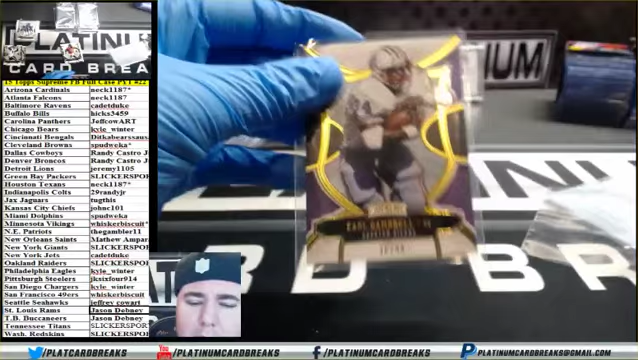 PLATINUM
CARD BREA
15 Topps Supreme FB Full Case PYT #22
Arizona Cardinals neck1187*
Atlanta Falcons neck1187
Baltimore Ravens cadetduke
Buffalo Bills hicks3459
Carolina Panthers JeffcowART
Chicago Bears kyle_winter
Cincinnati Bengals Ditkabearssaus
Cleveland Browns spudweka*
Dallas Cowboys Randy Castro J
Denver Broncos Randy Castro J
Detroit Lions jeremy1105
Green Bay Packers SLICKERSPOR
Houston Texans neck1187*
Indianapolis Colts 29randyjr
Jax Jaguars tugthis
Kansas City Chiefs johnc101
Miami Dolphins spudweka
Minnesota Vikings whiskerbiscuit*
N.E. Patriots thegambler11
New Orleans Saints Mathew Ampar
New York Giants SLICKERSPOR
New York Jets cadetduke
Oakland Raiders SLICKERSPOR
Philadelphia Eagles kyle_winter
Pittsburgh Steelers jksixfour914
San Diego Chargers kyle_winter
San Francisco 49ers whiskerbiscuit
Seattle Seahawks jeffrey cowart
St. Louis Rams Jason Debney
T.B. Buccaneers Jason Debney
Tennessee Titans SLICKERSPOR
Wash. Redskins SLICKERSPO
NUM
D BR
/PLATCARDBREAKS /PLATINUMCARDBREAKS /PLATINUMCARDBREAKS PLATINUMCARDBREAKS@GMAIL.COM